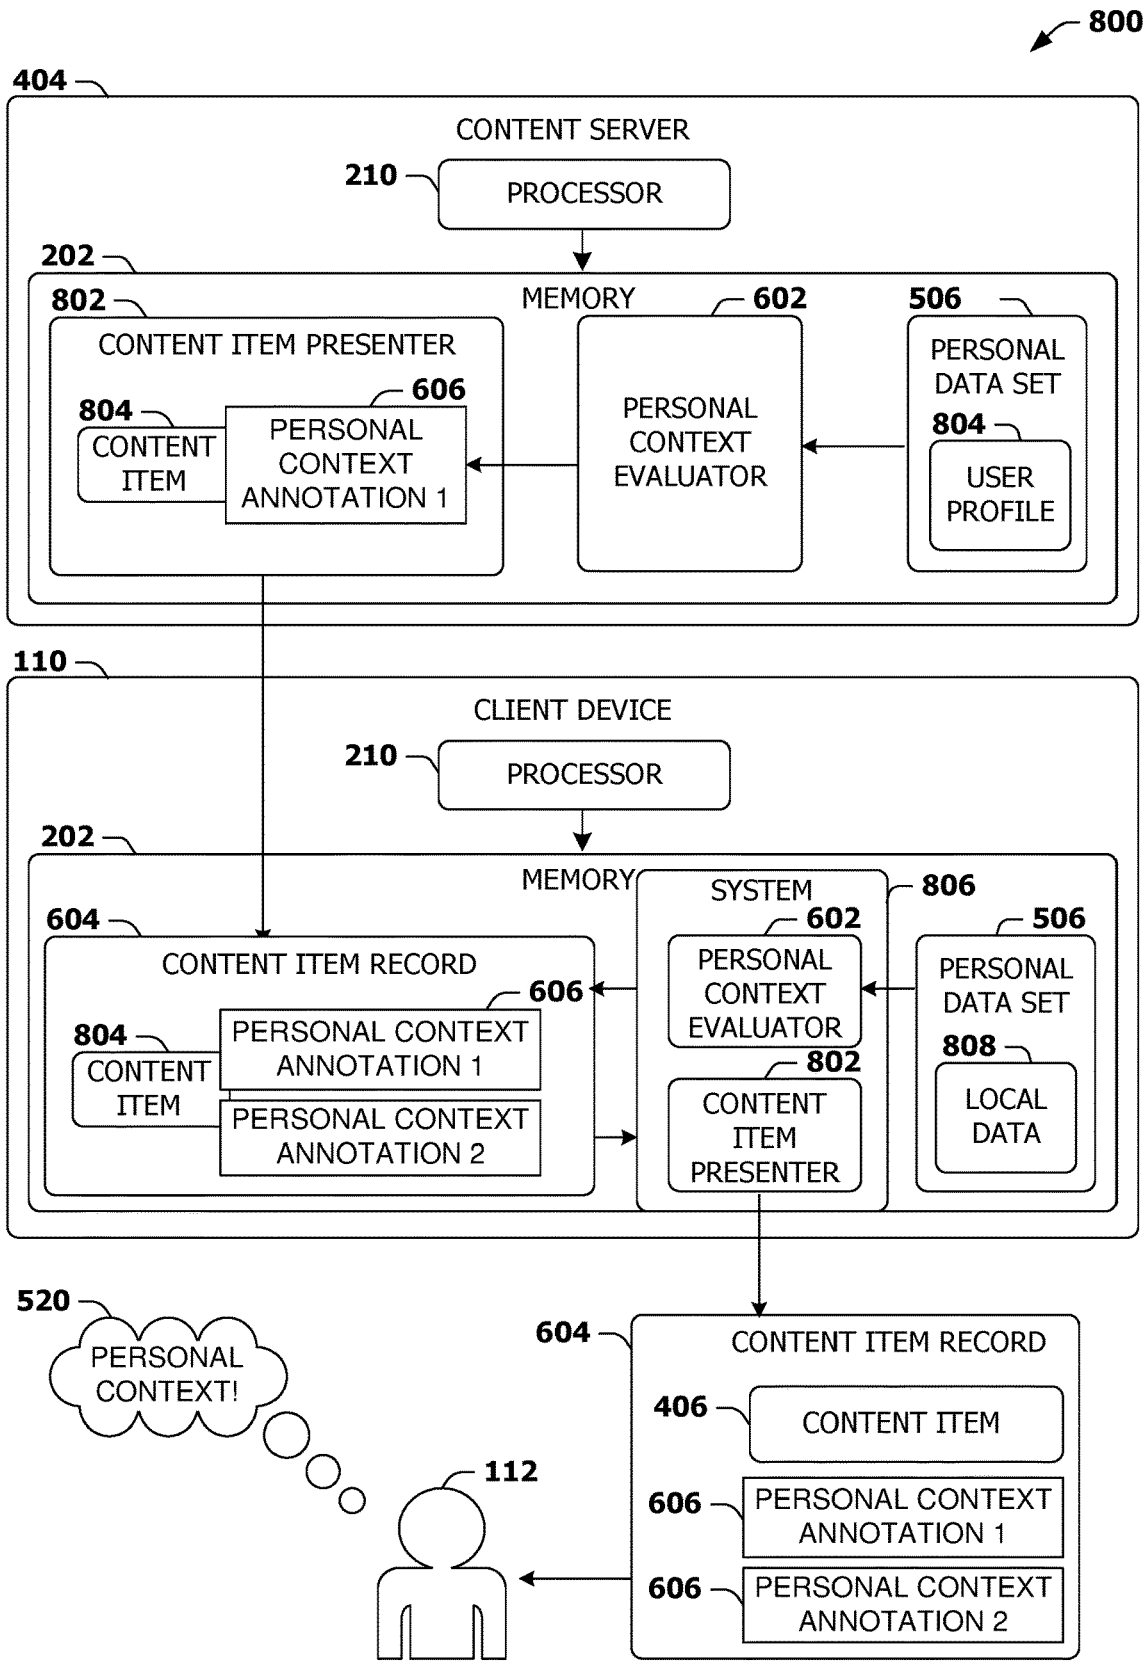 800
404
CONTENT SERVER
210
PROCESSOR
202
MEMORY
802
CONTENT ITEM PRESENTER
606
804
CONTENT
ITEM
PERSONAL
CONTEXT
ANNOTATION 1
602
PERSONAL
CONTEXT
EVALUATOR
506
PERSONAL
DATA SET
804
USER
PROFILE
110
CLIENT DEVICE
210
PROCESSOR
202
MEMORY
604
CONTENT ITEM RECORD
606
804
CONTENT
ITEM
PERSONAL CONTEXT
ANNOTATION 1
PERSONAL CONTEXT
ANNOTATION 2
SYSTEM
806
602
PERSONAL
CONTEXT
EVALUATOR
802
CONTENT
ITEM
PRESENTER
506
PERSONAL
DATA SET
808
LOCAL
DATA
520
PERSONAL
CONTEXT!
112
604
CONTENT ITEM RECORD
406
CONTENT ITEM
606
PERSONAL CONTEXT
ANNOTATION 1
606
PERSONAL CONTEXT
ANNOTATION 2